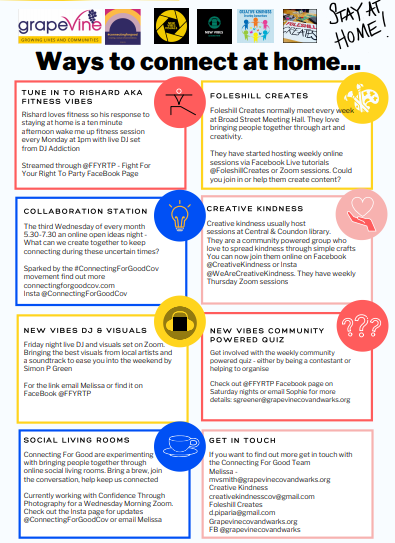 grapevine
GROWING LIVES AND COMMUNITIES
NEW VIBES
STAY AT
HOME!
Ways to connect at home...
TUNE IN TO RISHARD AKA
FITNESS VIBES
Rishard loves fitness so his response to
staying at home is a ten minute
afternoon wake me up fitness session
every Monday at 1pm with live DJ set
from DJ Addiction
Streamed through @FFYRTP - Fight For
Your Right To Party FaceBook Page
FOLESHILL CREATES
Foleshill Creates normally meet every week
at Broad Street Meeting Hall. They love
bringing people together through art and
creativity.
They have started hosting weekly online
sessions via Facebook Live tutorials
@FoleshillCreates or Zoom sessions. Could
you join in or help them create content?
COLLABORATION STATION
The third Wednesday of every month
5.30-7.30 an online open ideas night -
What can we create together to keep
connecting during these uncertain times?
Sparked by the #ConnectingForgoodCov
movement find out more
connectingforgoodcov.com
Insta @ConnectingForGoodCov
CREATIVE KINDNESS
Creative kindness usually host
sessions at Central & Coundon library.
They are a community powered group who
love to spread kindness through simple crafts
You can now join them online on Facebook
@CreativeKindness or Insta
@WeAreCreativeKindness. They have weekly
Thursday Zoom sessions
NEW VIBES DJ & VISUALS
Friday night live DJ and visuals set on Zoom.
Bringing the best visuals from local artists and
a soundtrack to ease you into the weekend by
Simon P Green
For the link email Melissa or find it on
FaceBook @FFYRTP
NEW VIBES COMMUNITY
POWERED QUIZ
Get involved with the weekly community
powered quiz - either by being a contestant or
helping to organise
Check out @FFYRTP Facebook page on
Saturday nights or email Sophie for more
details: sgreener@grapevinecovandwarks.org
???
SOCIAL LIVING ROOMS
Connecting For Good are experimenting
with bringing people together through
online social living rooms. Bring a brew, join
the conversation, help keep us connected
Currently working with Confidence Through
Photography for a Wednesday Morning Zoom.
Check out the Insta page for updates
@ConnectingForGoodCov or email Melissa
GET IN TOUCH
If you want to find out more get in touch with
the Connecting For Good Team
Melissa -
mvsmith@grapevinecovandwarks.org
Creative Kindness
creativekindnesscov@gmail.com
Foleshill Creates
d.piparia@gmail.com
Grapevinecovandwarks.org
FB @grapevinecovandwarks